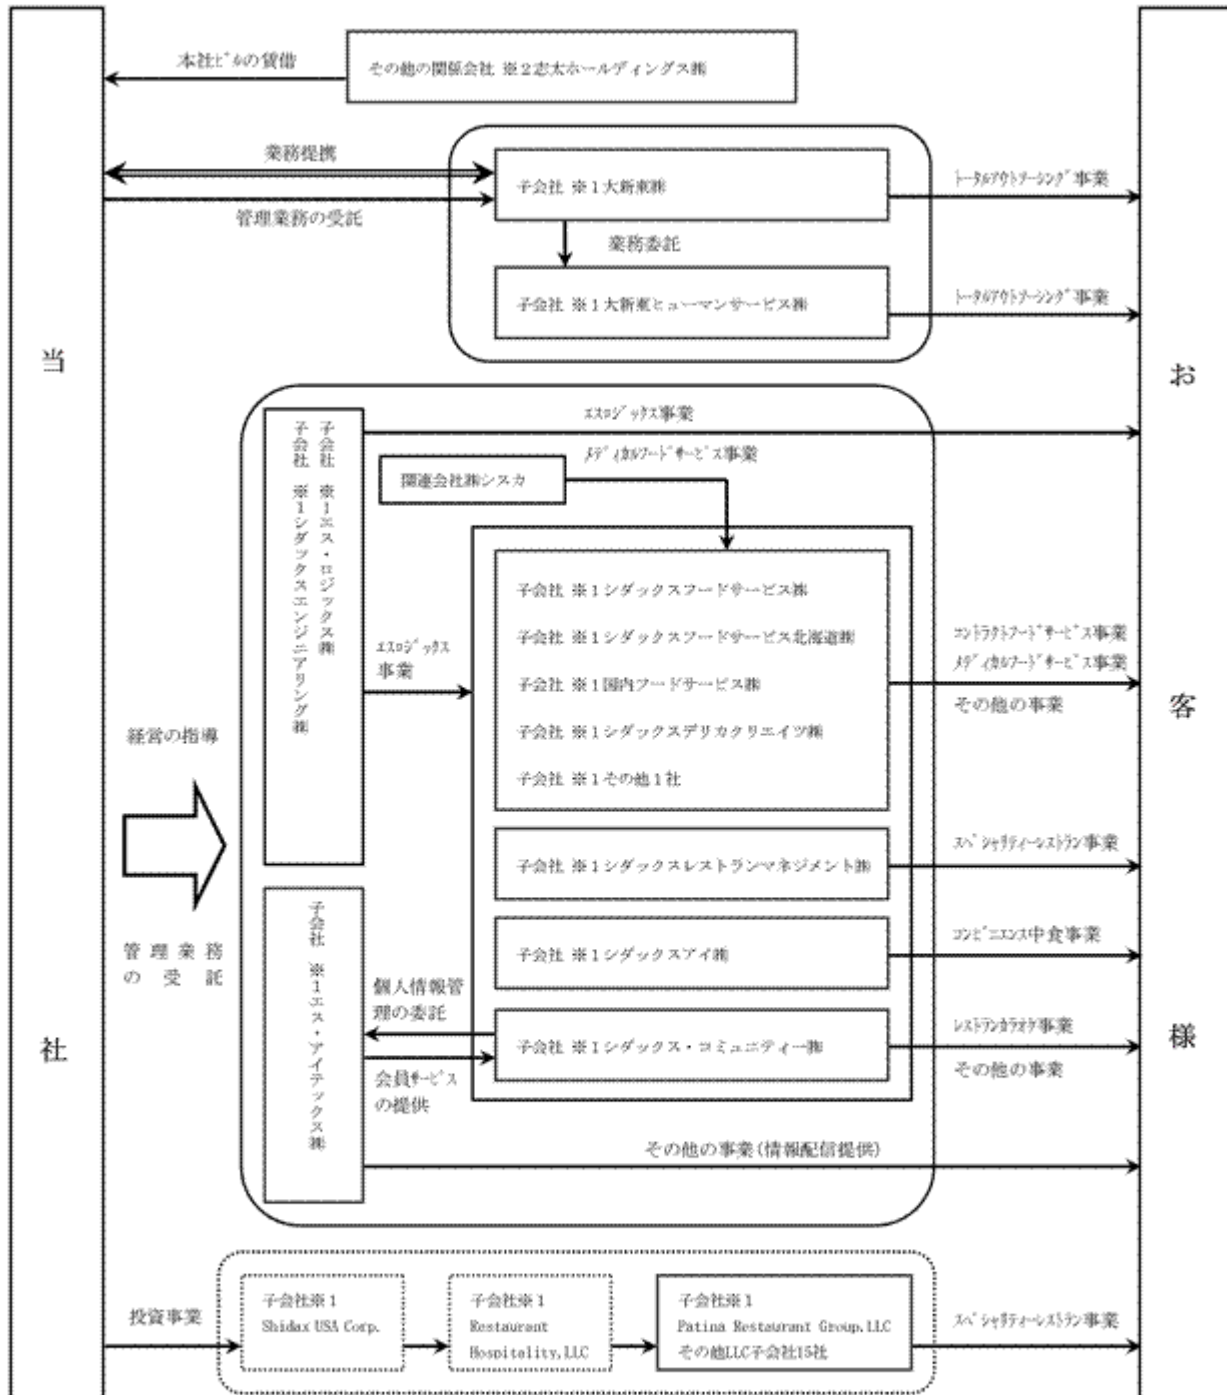 当社
お客様
本社ﾋﾞﾙの賃借
その他の関係会社 ※2志太ホールディングス㈱
業務提携
管理業務の受託
子会社 ※1大新東㈱
ﾄｰﾀﾙｱｳﾄｿｰｼﾝｸﾞ事業
業務委託
子会社 ※1大新東ヒューマンサービス㈱
ﾄｰﾀﾙｱｳﾄｿｰｼﾝｸﾞ事業
子会社 ※1エス・ロジックス㈱
子会社 ※1シダックスエンジニアリング㈱
ｴｽﾛｼﾞｯｸｽ事業
ﾒﾃﾞｨｶﾙﾌｰﾄﾞｻｰﾋﾞｽ事業
関連会社㈱シスカ
ｴｽﾛｼﾞｯｸｽ
事業
子会社 ※1シダックスフードサービス㈱
子会社 ※1シダックスフードサービス北海道㈱
子会社 ※1国内フードサービス㈱
子会社 ※1シダックスデリカクリエイツ㈱
子会社 ※1その他1社
ｺﾝﾄﾗｸﾄﾌｰﾄﾞｻｰﾋﾞｽ事業
ﾒﾃﾞｨｶﾙﾌｰﾄﾞｻｰﾋﾞｽ事業
その他の事業
経営の指導
管理業務
の受託
子会社 ※1シダックスレストランマネジメント㈱
ｽﾍﾟｼｬﾘﾃｨｰﾚｽﾄﾗﾝ事業
子会社 ※1シダックスアイ㈱
ｺﾝﾋﾞﾆｴﾝｽ中食事業
子会社 ※1エス・アイテックス㈱
個人情報管
理の委託
会員ｻｰﾋﾞｽ
の提供
子会社 ※1シダックス・コミュニティー㈱
ﾚｽﾄﾗﾝｶﾗｵｹ事業
その他の事業
その他の事業(情報配信提供)
投資事業
子会社※1
Shidax USA Corp.
子会社※1
Restaurant
Hospitality,LLC
子会社※1
Patina Restaurant Group,LLC
その他LLC子会社15社
ｽﾍﾟｼｬﾘﾃｨｰﾚｽﾄﾗﾝ事業